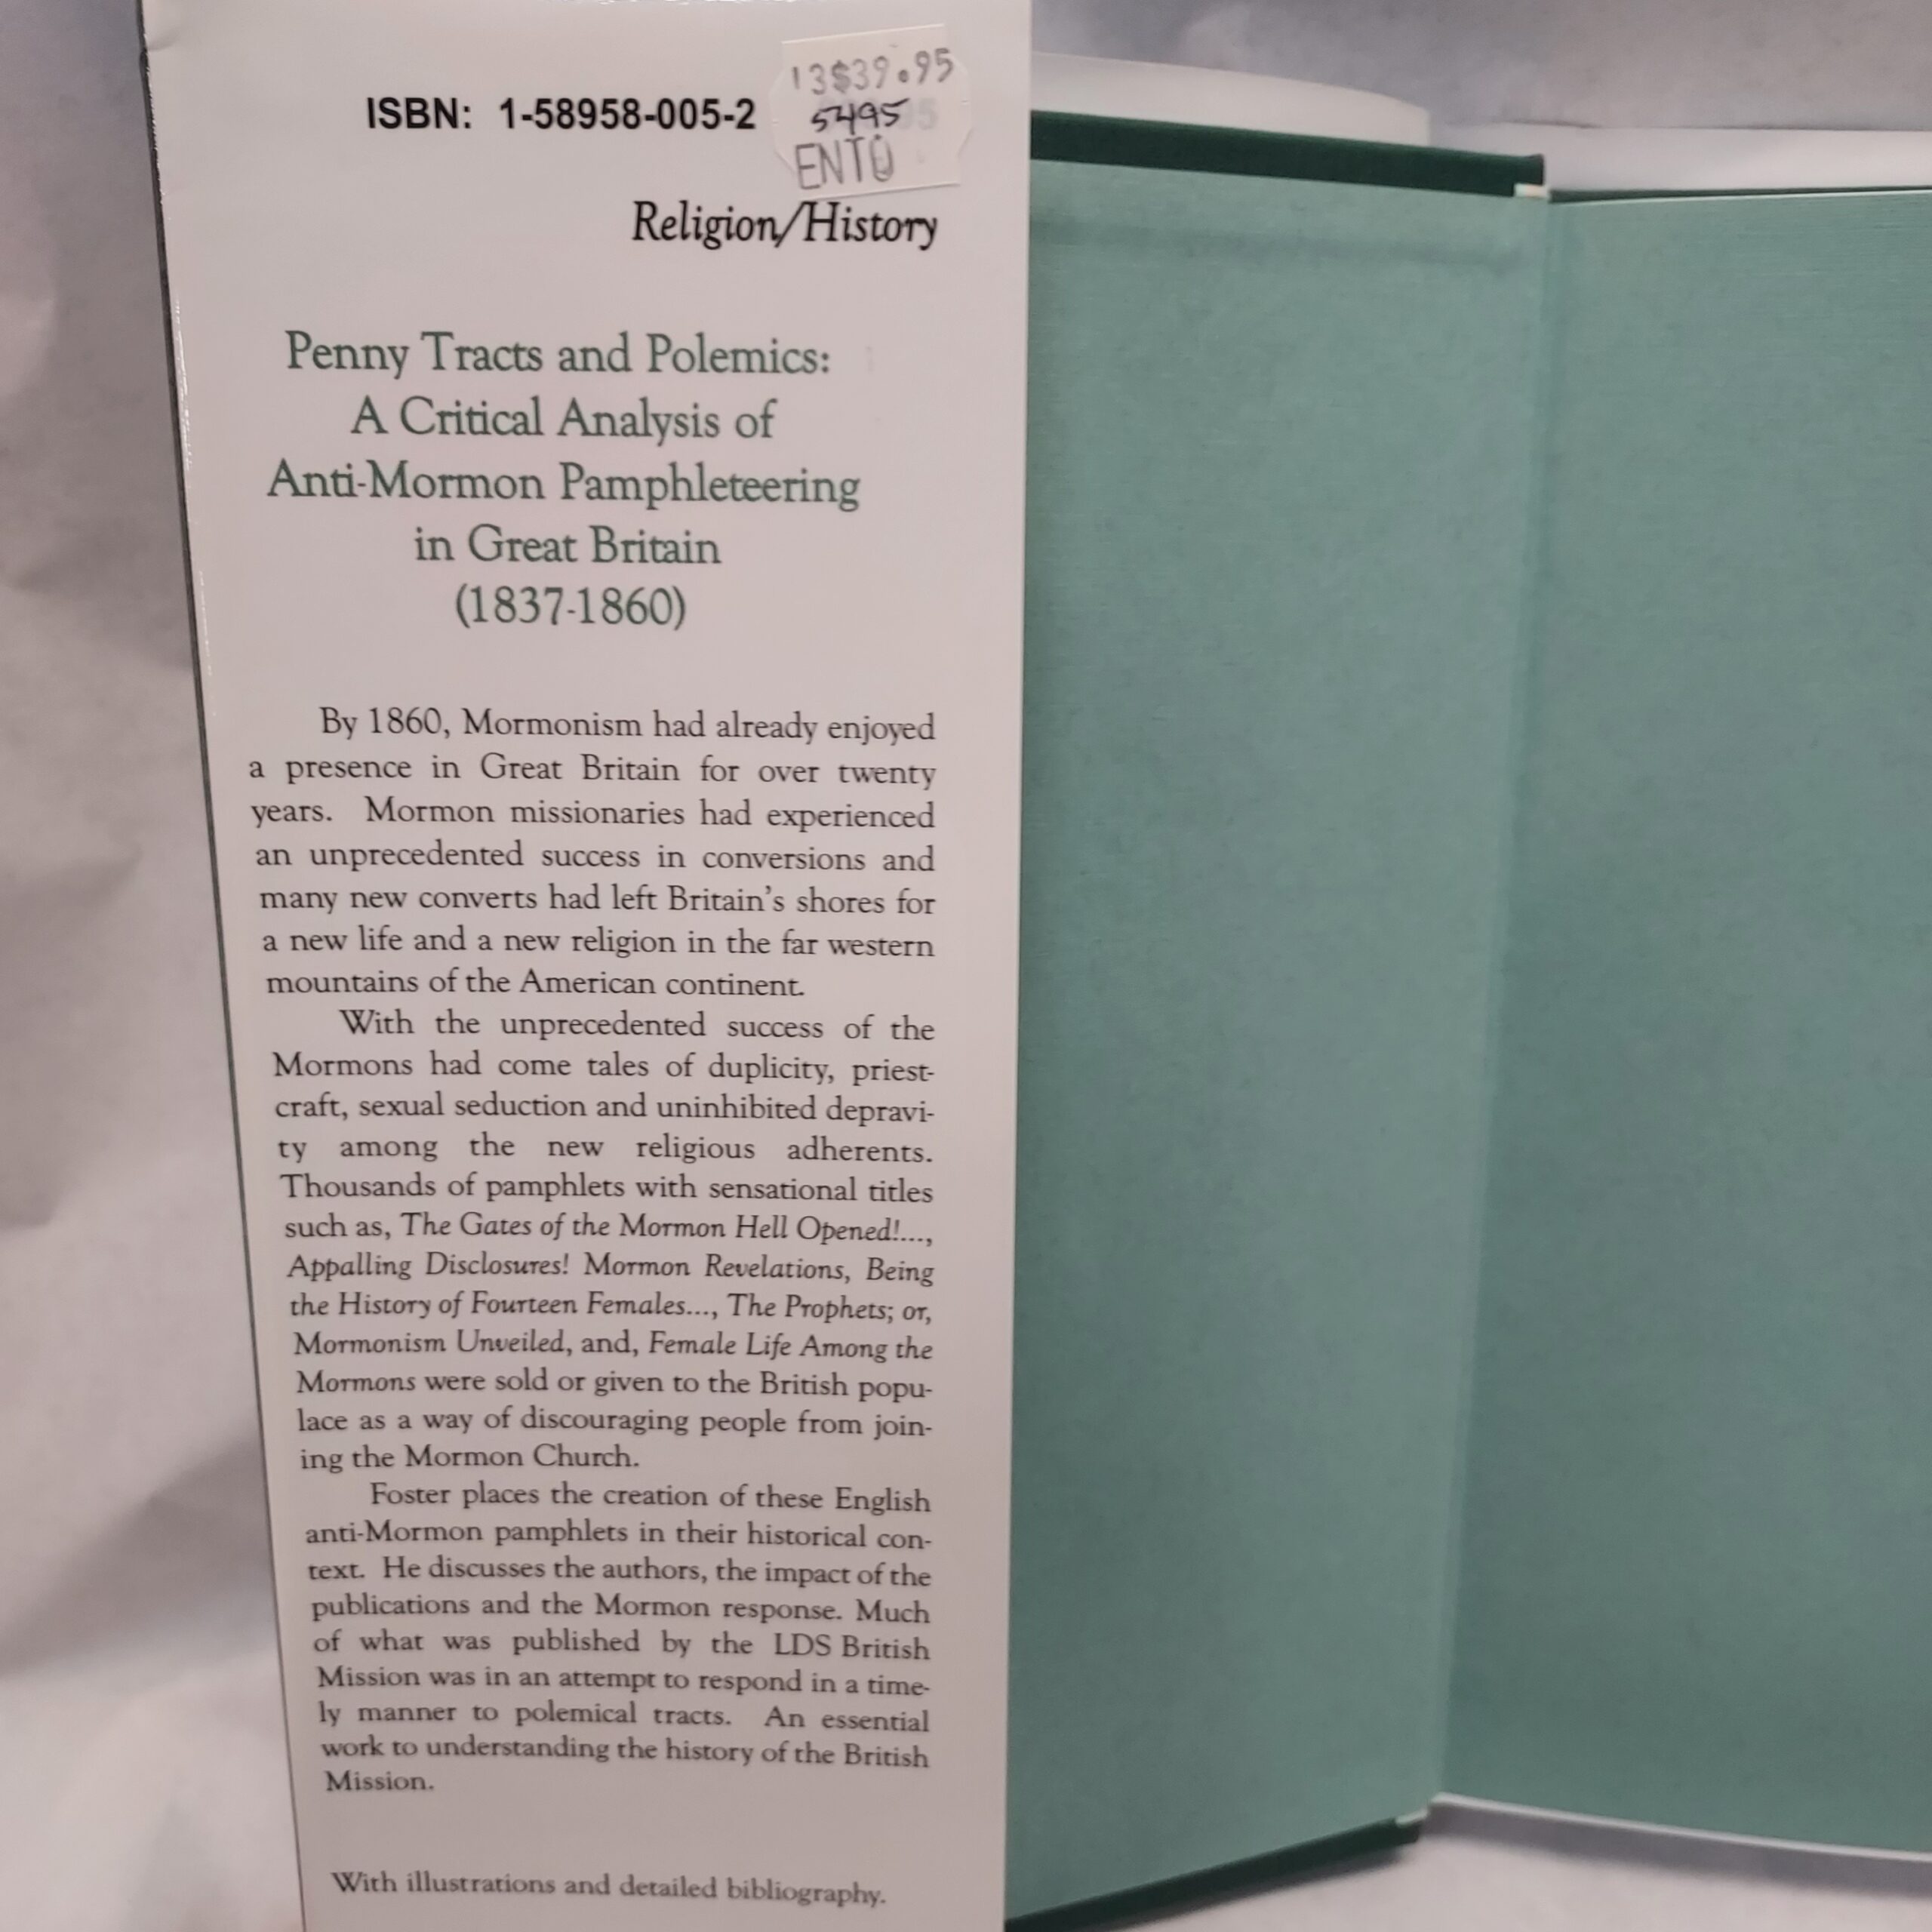 13$39.95
5495
ENTO
ISBN: 1-58958-005-2
Religion/History
Penny Tracts and Polemics:
A Critical Analysis of
Anti-Mormon Pamphleteering
in Great Britain
(1837-1860)
By 1860, Mormonism had already enjoyed
a presence in Great Britain for over twenty
years. Mormon missionaries had experienced
an unprecedented success in conversions and
many new converts had left Britain's shores for
a new life and a new religion in the far western
mountains of the American continent.
With the unprecedented success of the
Mormons had come tales of duplicity, priest-
craft, sexual seduction and uninhibited depravi-
ty among the new religious adherents.
Thousands of pamphlets with sensational titles
such as, The Gates of the Mormon Hell Opened!...,
Appalling Disclosures! Mormon Revelations, Being
the History of Fourteen Females..., The Prophets; or,
Mormonism Unveiled, and, Female Life Among the
Mormons were sold or given to the British popu-
lace as a way of discouraging people from join-
ing the Mormon Church.
Foster places the creation of these English
anti-Mormon pamphlets in their historical con-
text. He discusses the authors, the impact of the
publications and the Mormon response. Much
of what was published by the LDS British
Mission was in an attempt to respond in a time-
ly manner to polemical tracts. An essential
work to understanding the history of the British
Mission.
With illustrations and detailed bibliography.